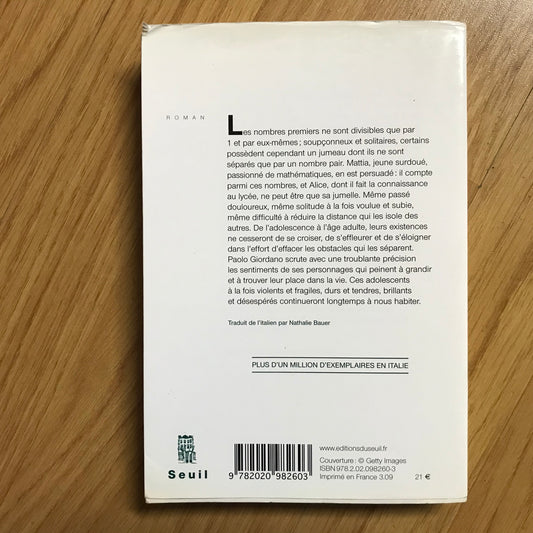 ROMAN
Les nombres premiers ne sont divisibles que par
1 et par eux-mêmes ; soupçonneux et solitaires, certains
possèdent cependant un jumeau dont ils ne sont
séparés que par un nombre pair. Mattia, jeune surdoué,
passionné de mathématiques, en est persuadé : il compte
parmi ces nombres, et Alice, dont il fait la connaissance
au lycée, ne peut être que sa jumelle. Même passé
douloureux, même solitude à la fois voulue et subie,
même difficulté à réduire la distance qui les isole des
autres. De l'adolescence à l'âge adulte, leurs existences
ne cesseront de se croiser, de s'effleurer et de s'éloigner
dans l'effort d'effacer les obstacles qui les séparent.
Paolo Giordano scrute avec une troublante précision
les sentiments de ses personnages qui peinent à grandir
et à trouver leur place dans la vie. Ces adolescents
à la fois violents et fragiles, durs et tendres, brillants
et désespérés continueront longtemps à nous habiter.
Traduit de l'italien par Nathalie Bauer
PLUS D'UN MILLION D'EXEMPLAIRES EN ITALIE
Seuil
9 782020 982603
www.editionsduseuil.fr
Couverture : © Getty Images
ISBN 978.2.02.098260-3
Imprimé en France 3.09
21 €